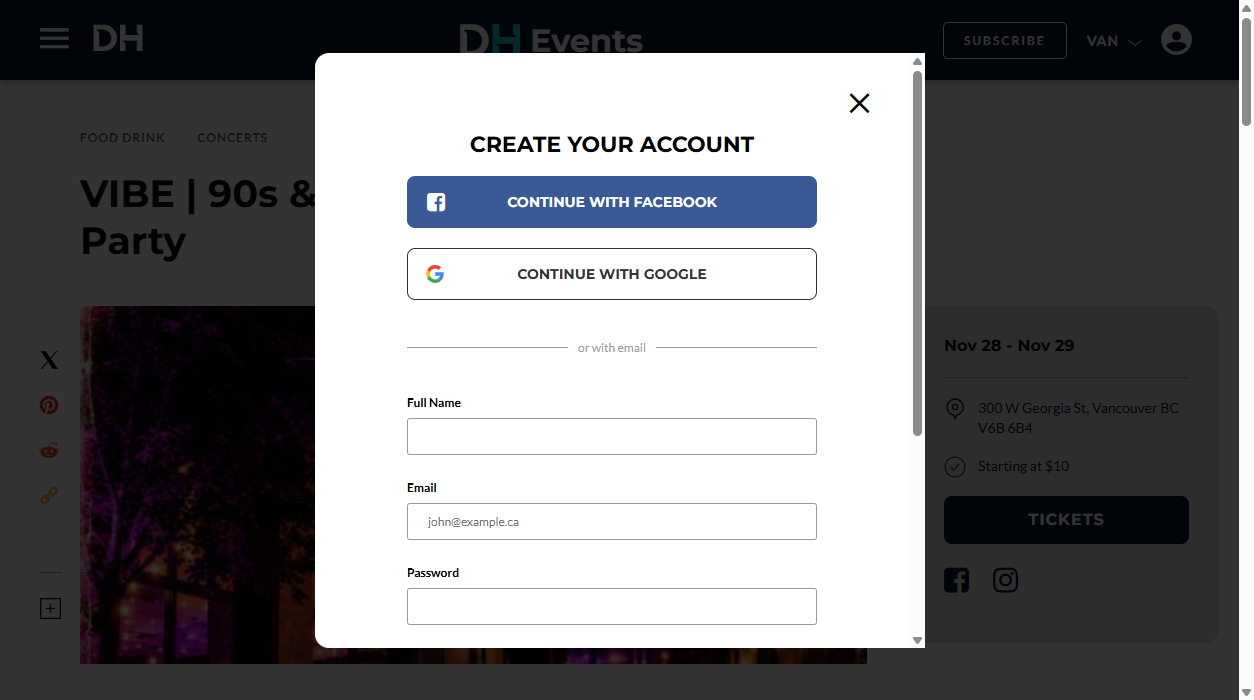 DH
DH Events
SUBSCRIBE
VAN
FOOD DRINK
CONCERTS
VIBE | 90s &
Party
CREATE YOUR ACCOUNT
CONTINUE WITH FACEBOOK
CONTINUE WITH GOOGLE
or with email
Full Name
Email
john@example.ca
Password
Nov 28 - Nov 29
300 W Georgia St, Vancouver BC
V6B 6B4
Starting at $10
TICKETS